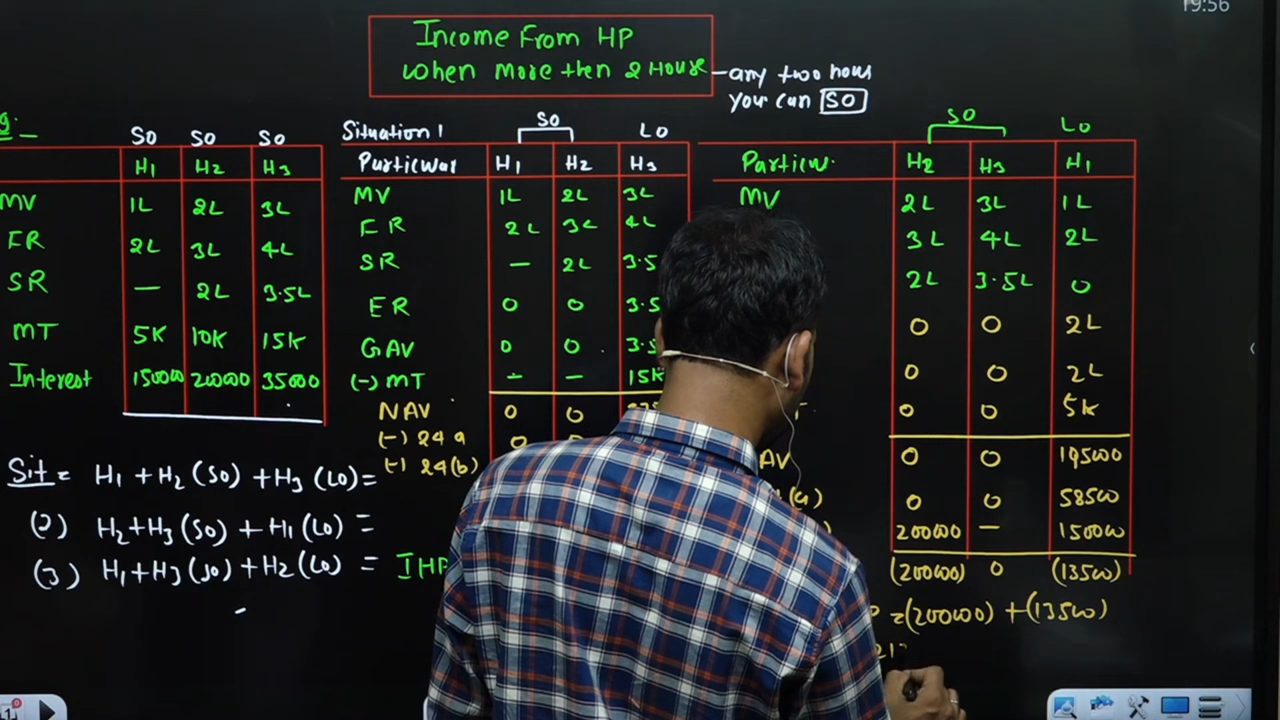 19:56
Income From HP
When More then 2 House - any two hous
you can SO
g:-
SO SO SO
H1 H2 H3
MV 1L 2L 3L
FR 2L 3L 4L
SR — 2L 3.5L
MT 5K 10K 15K
Interest 150000 200000 35000
Sit = H1 + H2 (SO) + H3 (LO) =
(2) H2 + H3 (SO) + H1 (LO) =
(3) H1 + H3 (SO) + H2 (LO) = IHP
Situation 1 SO LO
Particular H1 H2 H3
MV 1L 2L 3L
FR 2L 3L 4L
SR — 2L 3.5
ER 0 0 3.5
GAV 0 0 3.5
(-) MT - - 15K
NAV 0 0
(-) 24 a 0
(-) 24(b)
SO LO
Particu. H2 H3 H1
MV 2L 3L 1L
3L 4L 2L
2L 3.5L 0
0 0 2L
0 0 2L
0 0 5K
AV 0 0 195000
(a) 0 0 58500
200000 — 150000
(200000) 0 (13500)
= (200000) + (13500)
21